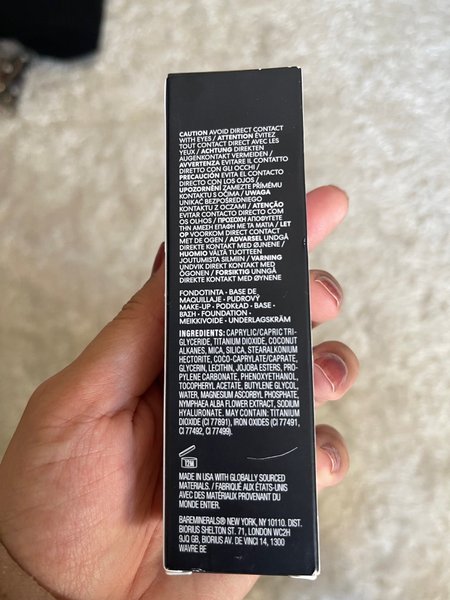 CAUTION AVOID DIRECT CONTACT
WITH EYES / ATTENTION ÉVITEZ
TOUT CONTACT DIRECT AVEC LES
YEUX / ACHTUNG DIREKTEN
AUGENKONTAKT VERMEIDEN /
AVVERTENZA EVITARE IL CONTATTO
DIRETTO CON GLI OCCHI /
PRECAUCIÓN EVITA EL CONTACTO
DIRECTO CON LOS OJOS /
UPOZORNĚNÍ ZAMEZTE PŘÍMÉMU
KONTAKTU S OČIMA / UWAGA
UNIKAĆ BEZPOŚREDNIEGO
KONTAKTU Z OCZAMI / ATENÇÃO
EVITAR CONTACTO DIRECTO COM
OS OLHOS / ΠΡΟΣΟΧΗ ΑΠΟΦΥΓΕΤΕ
ΤΗΝ ΑΜΕΣΗ ΕΠΑΦΗ ΜΕ ΤΑ ΜΑΤΙΑ / LET
OP VOORKOM DIRECT CONTACT
MET DE OGEN / ADVARSEL UNDGÅ
DIREKTE KONTAKT MED ØJNENE /
HUOMIO VÄLTÄ TUOTTEEN
JOUTUMISTA SILMIIN / VARNING
UNDVIK DIREKT KONTAKT MED
ÖGONEN / FORSIKTIG UNNGÅ
DIREKTE KONTAKT MED ØYNENE
FONDOTINTA • BASE DE
MAQUILLAJE • PUDROVÝ
MAKE-UP • PODKŁAD • BASE •
ΒΑΣΗ • FOUNDATION •
MEIKKIVOIDE • UNDERLAGSKRÄM
INGREDIENTS: CAPRYLIC/CAPRIC TRI-
GLYCERIDE, TITANIUM DIOXIDE, COCONUT
ALKANES, MICA, SILICA, STEARALKONIUM
HECTORITE, COCO-CAPRYLATE/CAPRATE,
GLYCERIN, LECITHIN, JOJOBA ESTERS, PRO-
PYLENE CARBONATE, PHENOXYETHANOL,
TOCOPHERYL ACETATE, BUTYLENE GLYCOL,
WATER, MAGNESIUM ASCORBYL PHOSPHATE,
NYMPHAEA ALBA FLOWER EXTRACT, SODIUM
HYALURONATE. MAY CONTAIN: TITANIUM
DIOXIDE (CI 77891), IRON OXIDES (CI 77491,
CI 77492, CI 77499).
12M
MADE IN USA WITH GLOBALLY SOURCED
MATERIALS. / FABRIQUÉ AUX ÉTATS-UNIS
AVEC DES MATÉRIAUX PROVENANT DU
MONDE ENTIER.
BAREMINERALS® NEW YORK, NY 10110. DIST.
BIORIUS SHELTON ST. 71, LONDON WC2H
9JQ GB, BIORIUS AV. DE VINCI 14, 1300
WAVRE BE